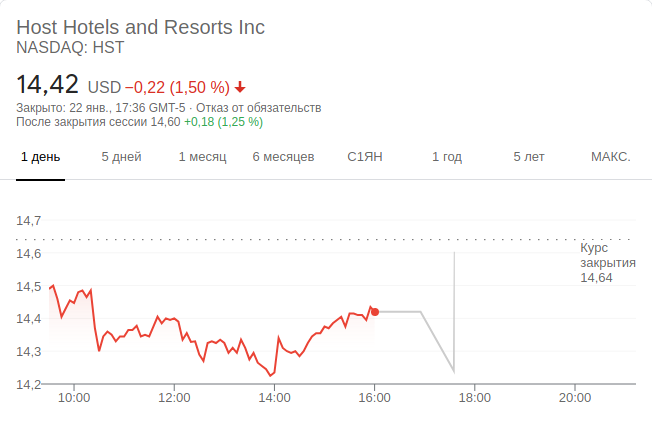 Host Hotels and Resorts Inc
NASDAQ: HST
14,42 USD −0,22 (1,50 %)
Закрыто: 22 янв., 17:36 GMT-5 · Отказ от обязательств
После закрытия сессии 14,60 +0,18 (1,25 %)
1 день 5 дней 1 месяц 6 месяцев С1ЯН 1 год 5 лет МАКС.
14,7
14,6
14,5
14,4
14,3
14,2
Курс
закрытия
14,64
10:00 12:00 14:00 16:00 18:00 20:00